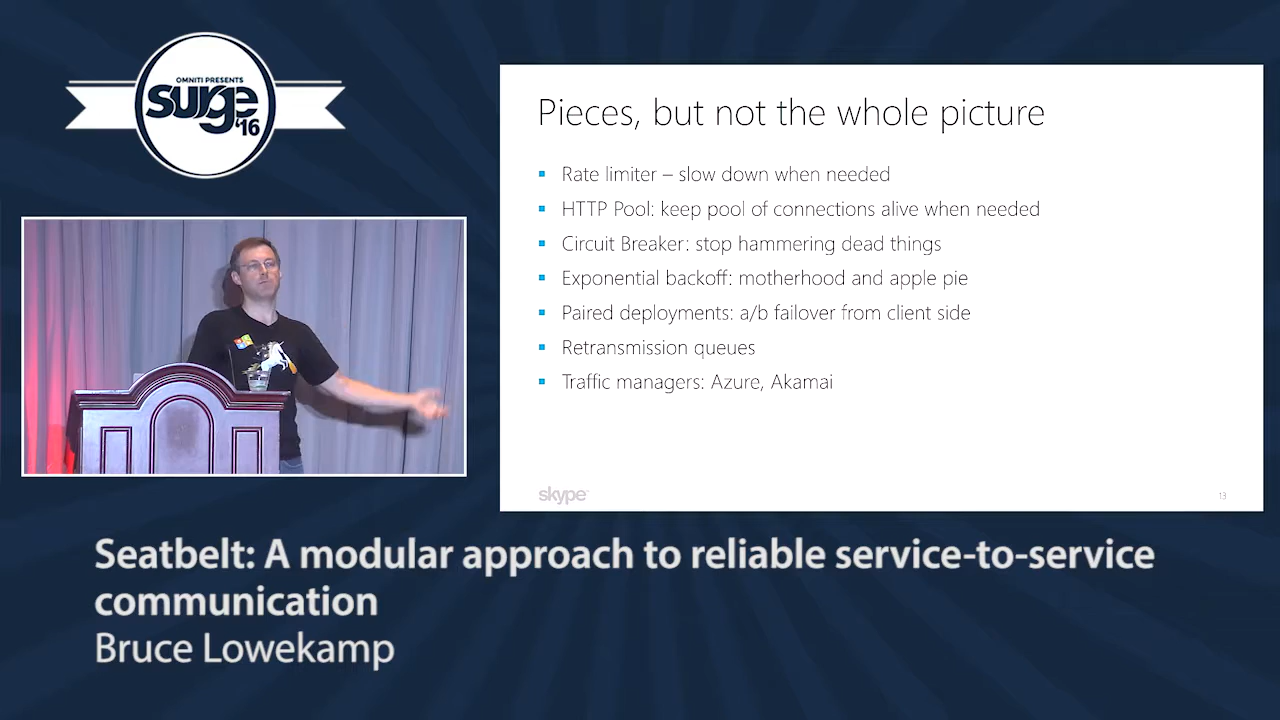 OMNITI PRESENTS
surge
'16
Pieces, but not the whole picture
Rate limiter – slow down when needed
HTTP Pool: keep pool of connections alive when needed
Circuit Breaker: stop hammering dead things
Exponential backoff: motherhood and apple pie
Paired deployments: a/b failover from client side
Retransmission queues
Traffic managers: Azure, Akamai
skype
13
Seatbelt: A modular approach to reliable service-to-service
communication
Bruce Lowekamp